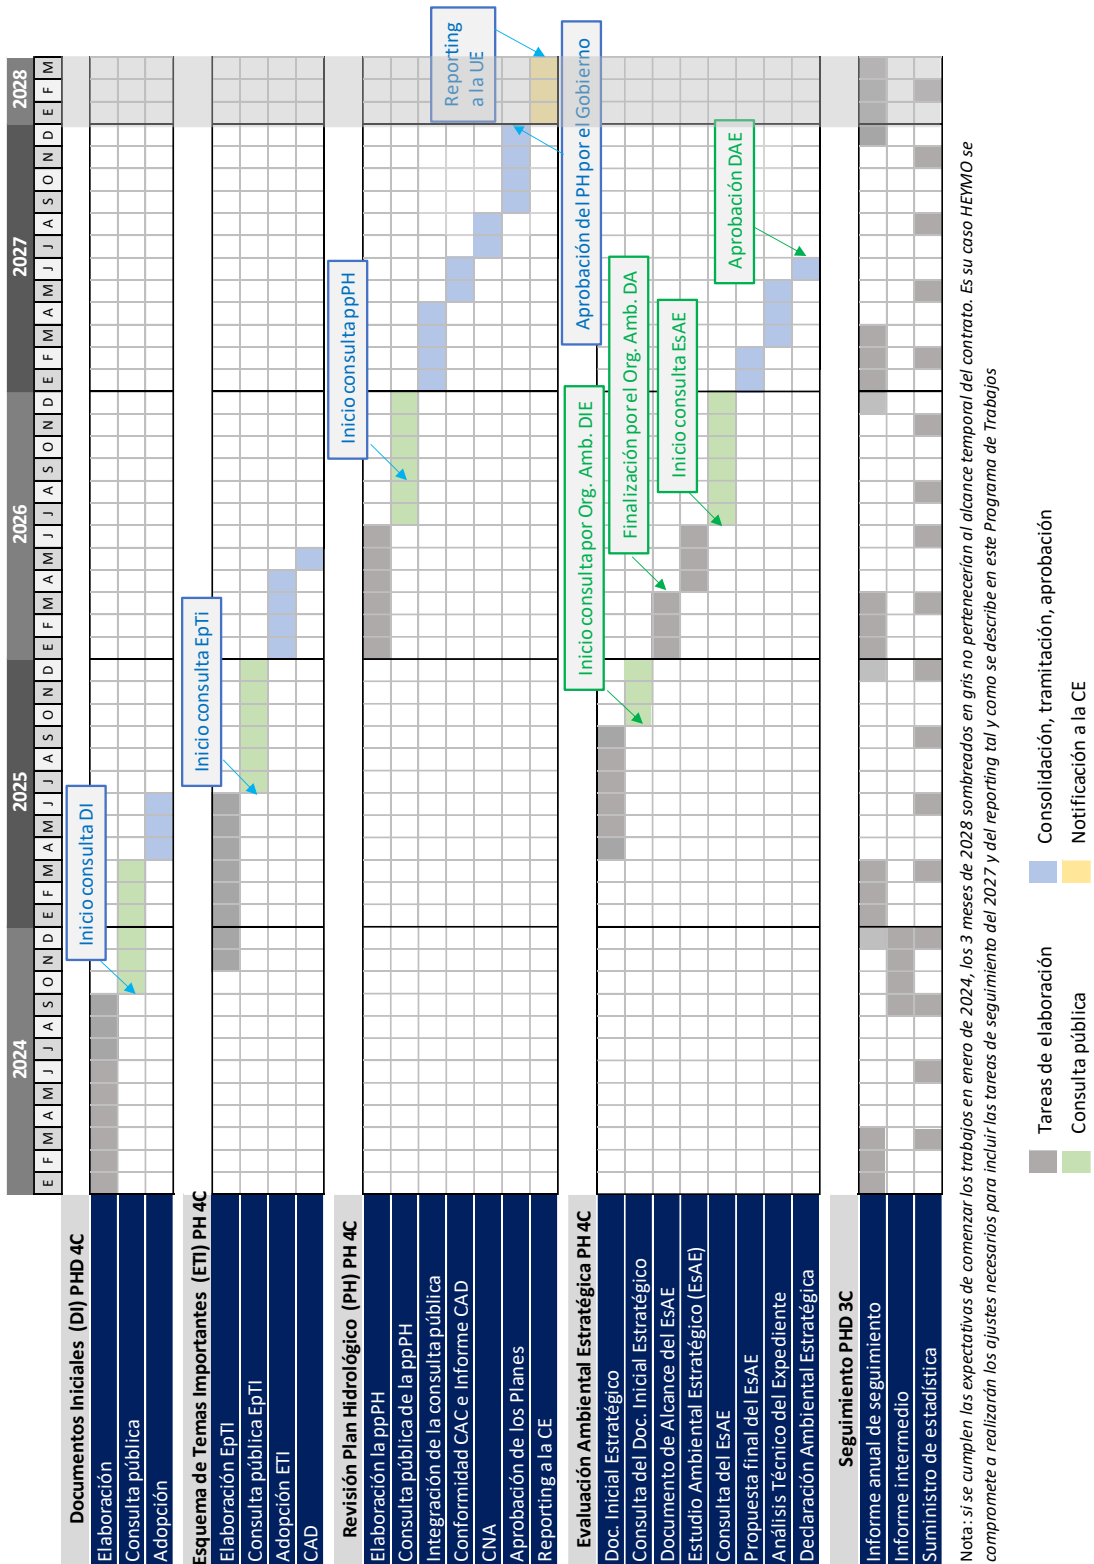 2024 2025 2026 2027 2028
E F M A M J J A S O N D E F M A M J J A S O N D E F M A M J J A S O N D E F M A M J J A S O N D E F M
Documentos Iniciales (DI) PHD 4C
Inicio consulta DI
Elaboración
Consulta pública
Adopción
Esquema de Temas Importantes (ETI) PH 4C
Inicio consulta EpTi
Elaboración EpTI
Consulta pública EpTI
Adopción ETI
CAD
Revisión Plan Hidrológico (PH) PH 4C
Inicio consulta ppPH
Elaboración la ppPH
Consulta pública de la ppPH
Integración de la consulta pública
Conformidad CAC e Informe CAD
CNA
Aprobación de los Planes
Reporting a la CE
Reporting
a la UE
Aprobación del PH por el Gobierno
Evaluación Ambiental Estratégica PH 4C
Inicio consulta por Org. Amb. DIE
Finalización por el Org. Amb. DA
Inicio consulta EsAE
Aprobación DAE
Doc. Inicial Estratégico
Consulta del Doc. Inicial Estratégico
Documento de Alcance del EsAE
Estudio Ambiental Estratégico (EsAE)
Consulta del EsAE
Propuesta final del EsAE
Análisis Técnico del Expediente
Declaración Ambiental Estratégica
Seguimiento PHD 3C
Informe anual de seguimiento
Informe intermedio
Suministro de estadística
Nota: si se cumplen las expectativas de comenzar los trabajos en enero de 2024, los 3 meses de 2028 sombreados en gris no pertenecerían al alcance temporal del contrato. Es su caso HEYMO se
compromete a realizarán los ajustes necesarios para incluir las tareas de seguimiento del 2027 y del reporting tal y como se describe en este Programa de Trabajos
Tareas de elaboración
Consolidación, tramitación, aprobación
Consulta pública
Notificación a la CE